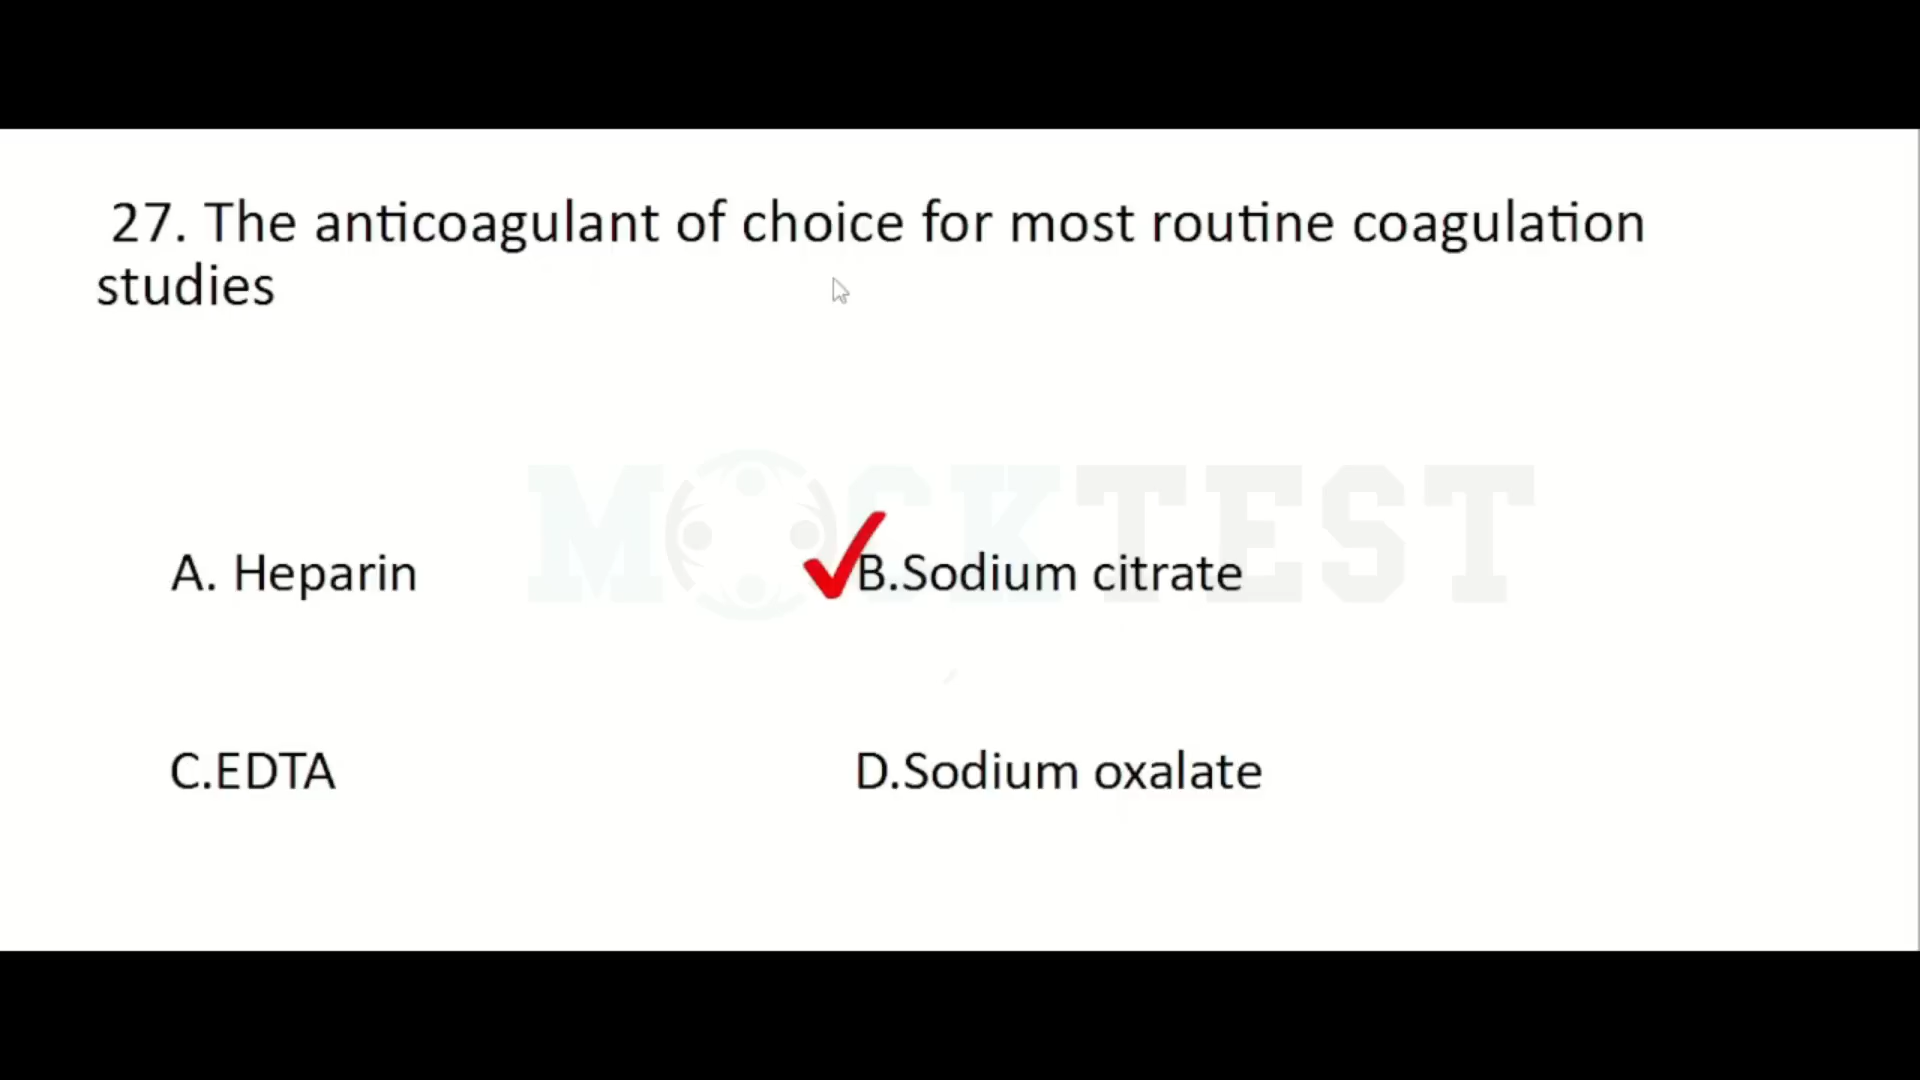 27. The anticoagulant of choice for most routine coagulation
studies
MOCKTEST
A. Heparin
B.Sodium citrate
C.EDTA
D.Sodium oxalate